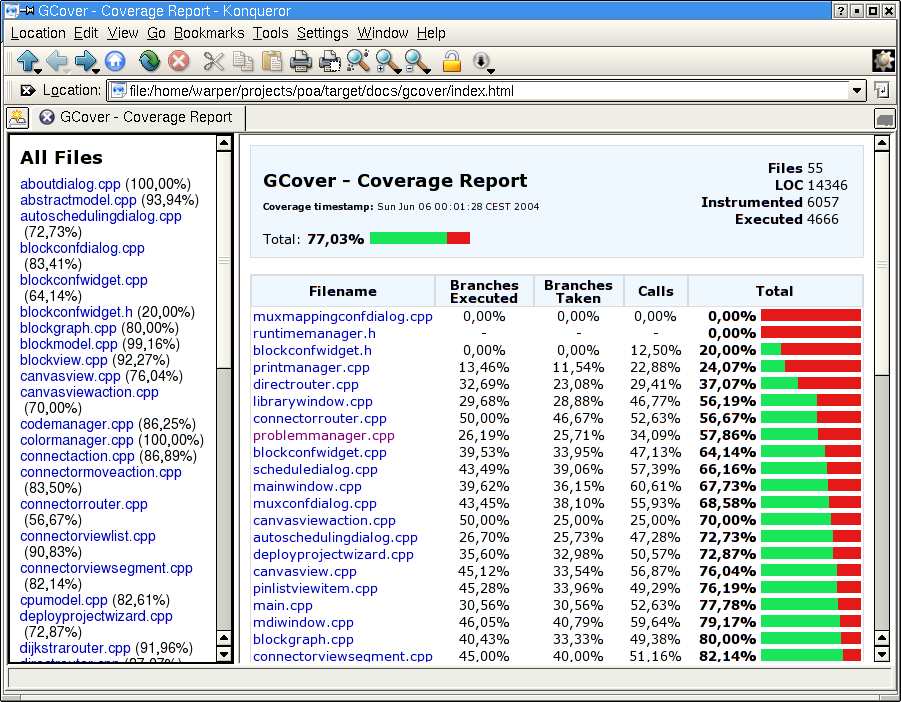 GCover - Coverage Report - Konqueror
Location Edit View Go Bookmarks Tools Settings Window Help
Location: file:/home/warper/projects/poa/target/docs/gcover/index.html
GCover - Coverage Report
All Files
aboutdialog.cpp (100,00%)
abstractmodel.cpp (93,94%)
autoschedulingdialog.cpp
(72,73%)
blockconfdialog.cpp
(83,41%)
blockconfwidget.cpp
(64,14%)
blockconfwidget.h (20,00%)
blockgraph.cpp (80,00%)
blockmodel.cpp (99,16%)
blockview.cpp (92,27%)
canvasview.cpp (76,04%)
canvasviewaction.cpp
(70,00%)
codemanager.cpp (86,25%)
colormanager.cpp (100,00%)
connectaction.cpp (86,89%)
connectormoveaction.cpp
(83,50%)
connectorrouter.cpp
(56,67%)
connectorviewlist.cpp
(90,83%)
connectorviewsegment.cpp
(82,14%)
cpumodel.cpp (82,61%)
deployprojectwizard.cpp
(72,87%)
dijkstrarouter.cpp (91,96%)
directrouter.cpp (37,07%)
GCover - Coverage Report
Coverage timestamp: Sun Jun 06 00:01:28 CEST 2004
Total: 77,03%
Files 55
LOC 14346
Instrumented 6057
Executed 4666
Filename Branches Executed Branches Taken Calls Total
muxmappingconfdialog.cpp 0,00% 0,00% 0,00% 0,00%
runtimemanager.h - - - 0,00%
blockconfwidget.h 0,00% 0,00% 12,50% 20,00%
printmanager.cpp 13,46% 11,54% 22,88% 24,07%
directrouter.cpp 32,69% 23,08% 29,41% 37,07%
librarywindow.cpp 29,68% 28,88% 46,77% 56,19%
connectorrouter.cpp 50,00% 46,67% 52,63% 56,67%
problemmanager.cpp 26,19% 25,71% 34,09% 57,86%
blockconfwidget.cpp 39,53% 33,95% 47,13% 64,14%
scheduledialog.cpp 43,49% 39,06% 57,39% 66,16%
mainwindow.cpp 39,62% 36,15% 60,61% 67,73%
muxconfdialog.cpp 43,45% 38,10% 55,93% 68,58%
canvasviewaction.cpp 50,00% 25,00% 25,00% 70,00%
autoschedulingdialog.cpp 26,70% 25,73% 47,28% 72,73%
deployprojectwizard.cpp 35,60% 32,98% 50,57% 72,87%
canvasview.cpp 45,12% 33,54% 56,87% 76,04%
pinlistviewitem.cpp 45,28% 33,96% 49,29% 76,19%
main.cpp 30,56% 30,56% 52,63% 77,78%
mdiwindow.cpp 46,05% 40,79% 59,64% 79,17%
blockgraph.cpp 40,43% 33,33% 49,38% 80,00%
connectorviewsegment.cpp 45,00% 40,00% 51,16% 82,14%